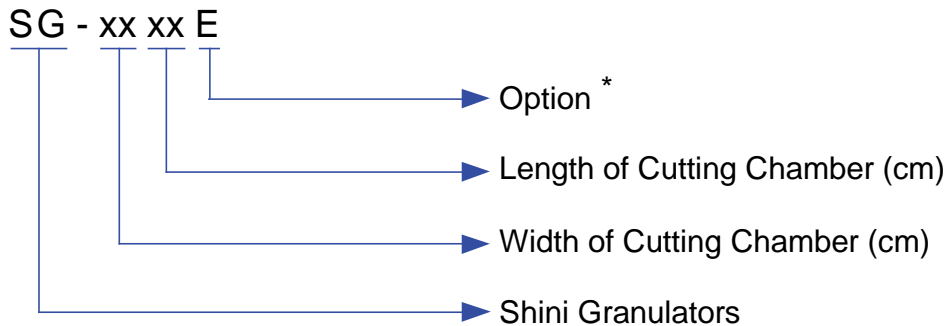 SG - xx xx E
Option *
Length of Cutting Chamber (cm)
Width of Cutting Chamber (cm)
Shini Granulators